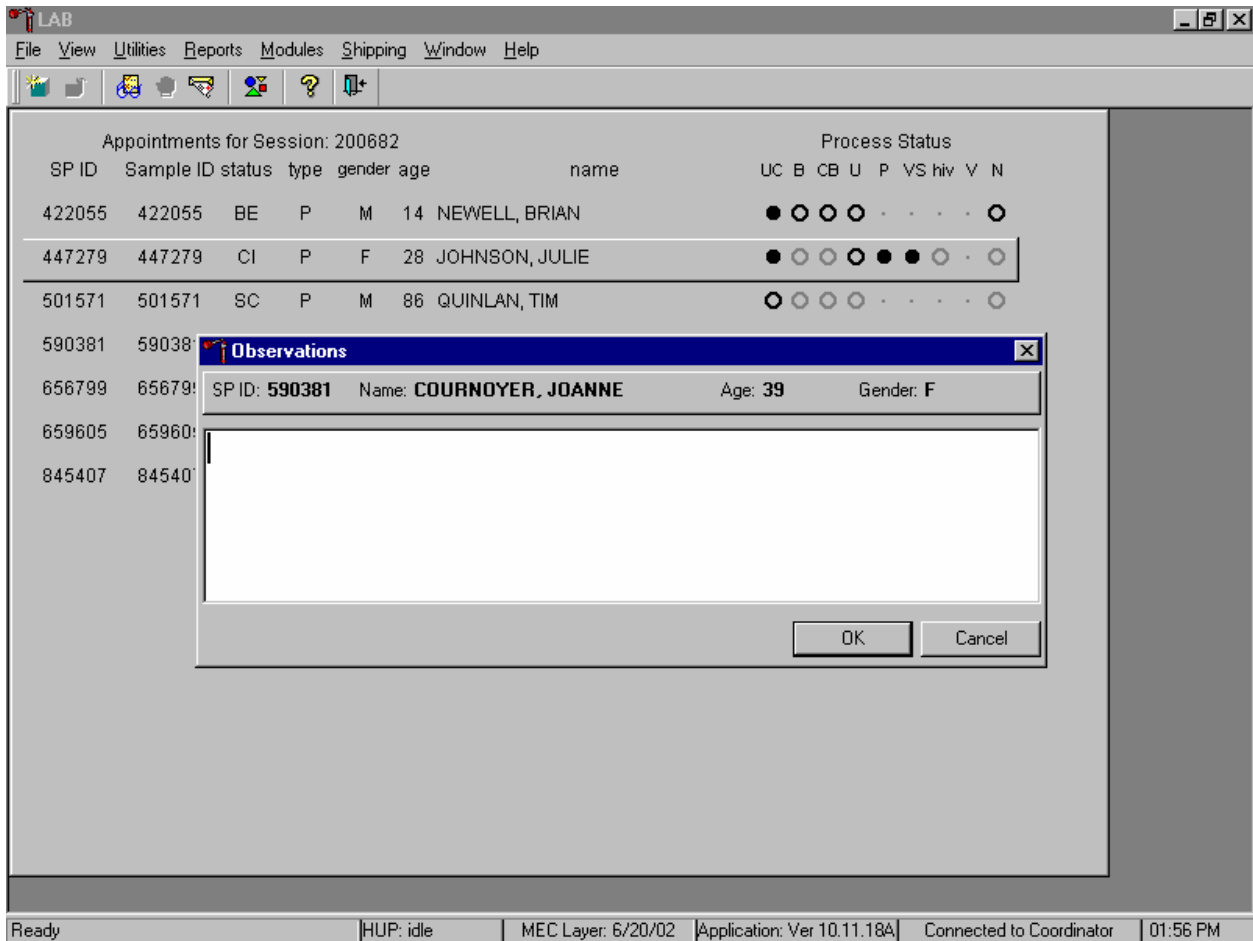 LAB
File View Utilities Reports Modules Shipping Window Help
Appointments for Session: 200682 Process Status
SP ID Sample ID status type gender age name UC B CB U P VS hiv V N
422055 422055 BE P M 14 NEWELL, BRIAN
447279 447279 CI P F 28 JOHNSON, JULIE
501571 501571 SC P M 86 QUINLAN, TIM
590381 59038
656799 65679
659605 65960
845407 84540
Observations
SP ID: 590381 Name: COURNOYER, JOANNE Age: 39 Gender: F
OK Cancel
Ready HUP: idle MEC Layer: 6/20/02 Application: Ver 10.11.18A Connected to Coordinator 01:56 PM